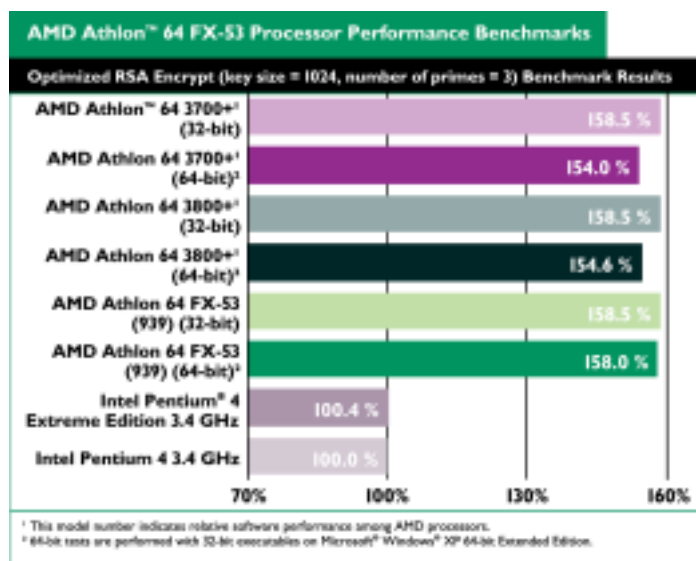 AMD Athlon™ 64 FX-53 Processor Performance Benchmarks
Optimized RSA Encrypt (key size = 1024, number of primes = 3) Benchmark Results
AMD Athlon™ 64 3700+¹
(32-bit)
158.5 %
AMD Athlon 64 3700+¹
(64-bit)²
154.0 %
AMD Athlon 64 3800+¹
(32-bit)
158.5 %
AMD Athlon 64 3800+¹
(64-bit)²
154.6 %
AMD Athlon 64 FX-53
(939) (32-bit)
158.5 %
AMD Athlon 64 FX-53
(939) (64-bit)²
158.0 %
Intel Pentium® 4
Extreme Edition 3.4 GHz
100.4 %
Intel Pentium 4 3.4 GHz
100.0 %
70% 100% 130% 160%
¹ This model number indicates relative software performance among AMD processors.
² 64-bit tests are performed with 32-bit executables on Microsoft® Windows® XP 64-bit Extended Edition.